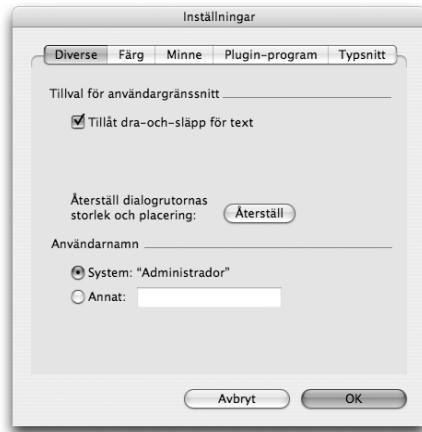 Inställningar
Diverse Färg Minne Plugin-program Typsnitt
Tillval för användargränssnitt
Tillåt dra-och-släpp för text
Återställ dialogrutornas
storlek och placering: Återställ
Användarnamn
System: “Administrador”
Annat:
Avbryt OK